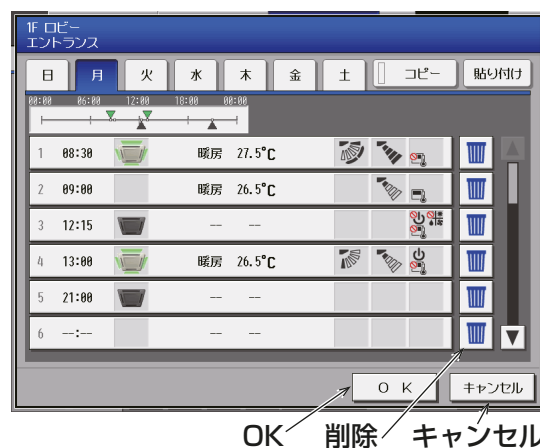 1F ロビー
エントランス
日 月 火 水 木 金 土 コピー 貼り付け
00:00 06:00 12:00 18:00 00:00
1 08:30 暖房 27.5℃
2 09:00 暖房 26.5℃
3 12:15 -- --
4 13:00 暖房 26.5℃
5 21:00 -- --
6 --:-- -- --
OK キャンセル
OK 削除 キャンセル